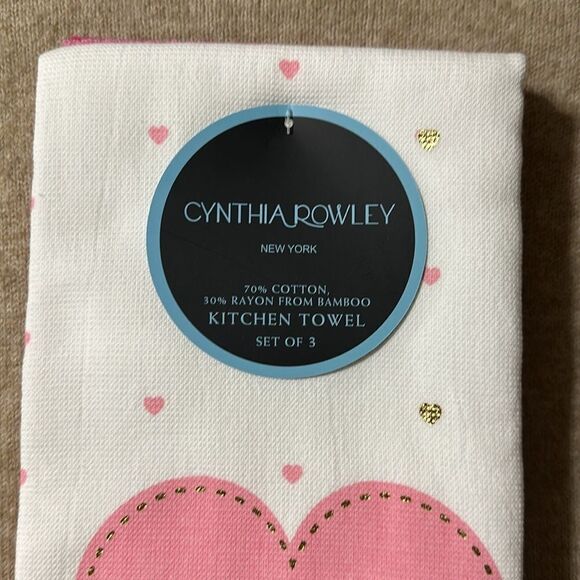 CYNTHIA ROWLEY
NEW YORK
70% COTTON,
30% RAYON FROM BAMBOO
KITCHEN TOWEL
SET OF 3